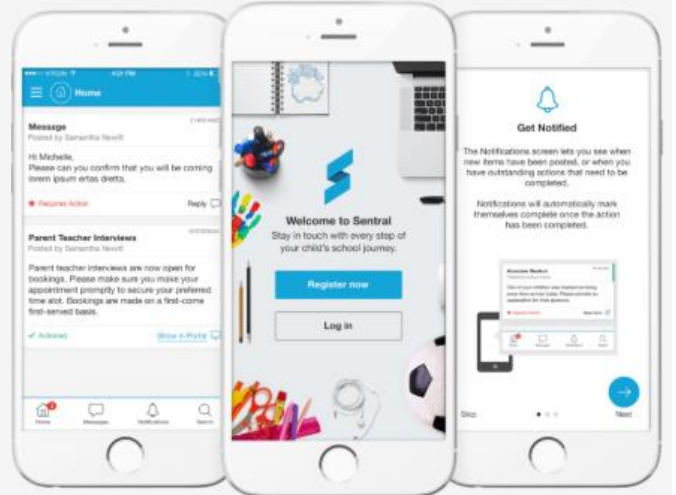 4:21 PM
Home
Message
Posted by Samantha Newitt
Hi Michelle,
Please can you confirm that you will be coming
lorem ipsum ertas dretta.
Requires Action
Reply
Parent Teacher Interviews
Posted by Samantha Newitt
Parent teacher interviews are now open for
bookings. Please make sure you make your
appointment promptly to secure your preferred
time slot. Bookings are made on a first-come
first-served basis.
Actioned
Show in Portal
Home
Messages
Notifications
Search
Welcome to Sentral
Stay in touch with every step of
your child's school journey.
Register now
Log in
Get Notified
The Notifications screen lets you see when
new items have been posted, or when you
have outstanding actions that need to be
completed.
Notifications will automatically mark
themselves complete once the action
has been completed.
Requires Action
Skip
Next